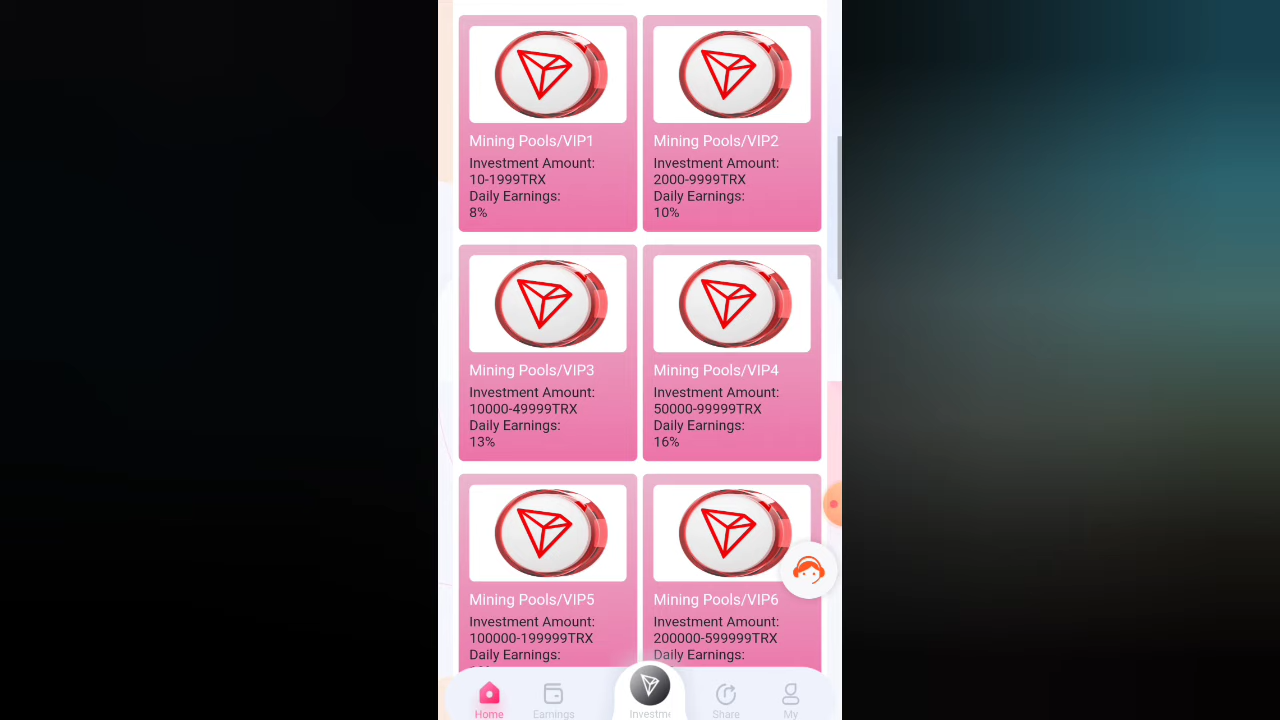 Mining Pools/VIP1
Investment Amount:
10-1999TRX
Daily Earnings:
8%
Mining Pools/VIP2
Investment Amount:
2000-9999TRX
Daily Earnings:
10%
Mining Pools/VIP3
Investment Amount:
10000-49999TRX
Daily Earnings:
13%
Mining Pools/VIP4
Investment Amount:
50000-99999TRX
Daily Earnings:
16%
Mining Pools/VIP5
Investment Amount:
100000-199999TRX
Daily Earnings:
Mining Pools/VIP6
Investment Amount:
200000-599999TRX
Daily Earnings:
Home
Earnings
Investm
Share
My